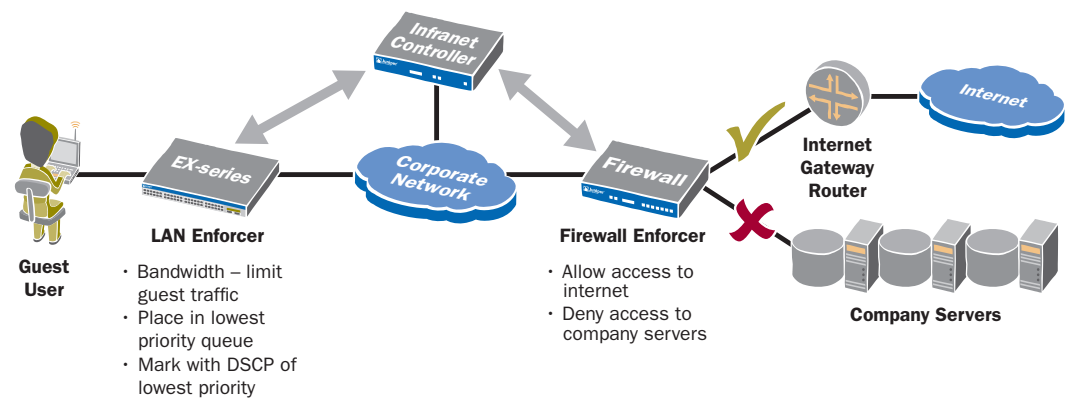 Infranet
Controller
EX-series
Corporate
Network
Firewall
Internet
Internet
Gateway
Router
Guest
User
LAN Enforcer
· Bandwidth – limit
guest traffic
· Place in lowest
priority queue
· Mark with DSCP of
lowest priority
Firewall Enforcer
· Allow access to
internet
· Deny access to
company servers
Company Servers